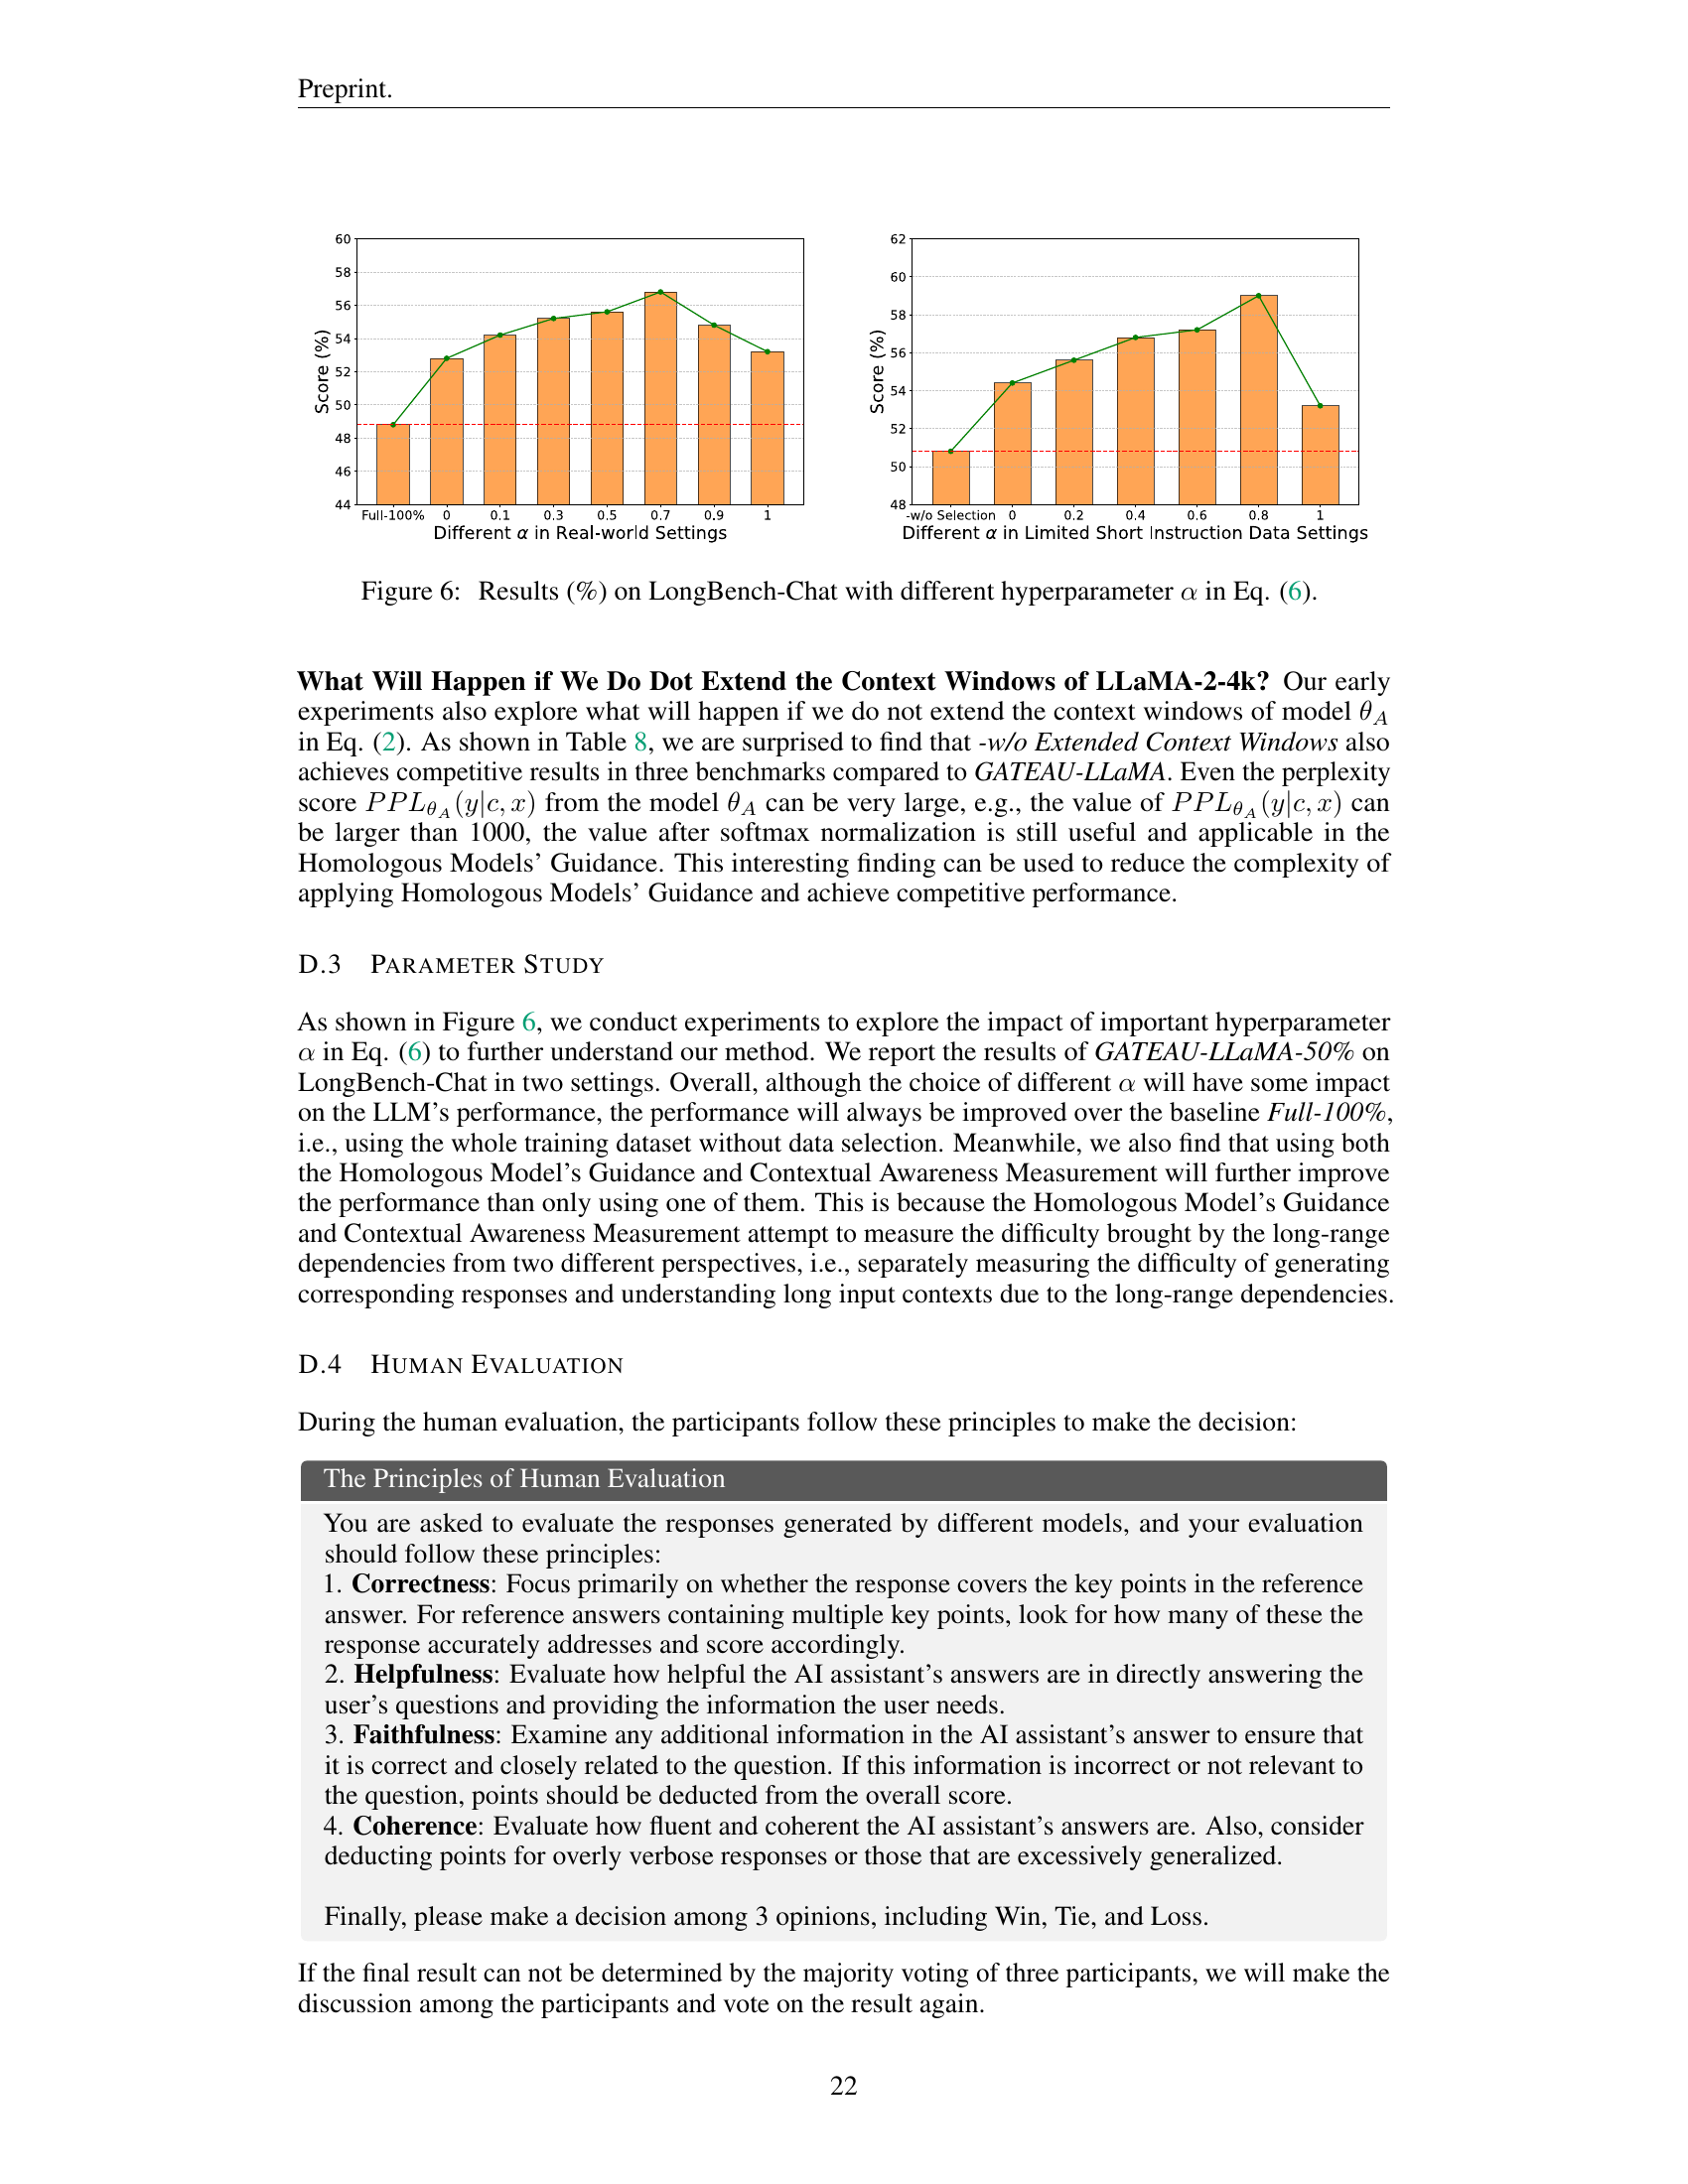 Preprint.
60
58
56
54
52
50
48
46
44
Score (%)
Full-100% 0 0.1 0.3 0.5 0.7 0.9 1
Different α in Real-world Settings
62
60
58
56
54
52
50
48
Score (%)
-w/o Selection 0 0.2 0.4 0.6 0.8 1
Different α in Limited Short Instruction Data Settings
Figure 6: Results (%) on LongBench-Chat with different hyperparameter α in Eq. (6).
What Will Happen if We Do Dot Extend the Context Windows of LLaMA-2-4k? Our early
experiments also explore what will happen if we do not extend the context windows of model θ_A
in Eq. (2). As shown in Table 8, we are surprised to find that -w/o Extended Context Windows also
achieves competitive results in three benchmarks compared to GATEAU-LLaMA. Even the perplexity
score PPL_{θ_A}(y|c, x) from the model θ_A can be very large, e.g., the value of PPL_{θ_A}(y|c, x) can
be larger than 1000, the value after softmax normalization is still useful and applicable in the
Homologous Models' Guidance. This interesting finding can be used to reduce the complexity of
applying Homologous Models' Guidance and achieve competitive performance.
D.3 PARAMETER STUDY
As shown in Figure 6, we conduct experiments to explore the impact of important hyperparameter
α in Eq. (6) to further understand our method. We report the results of GATEAU-LLaMA-50% on
LongBench-Chat in two settings. Overall, although the choice of different α will have some impact
on the LLM's performance, the performance will always be improved over the baseline Full-100%,
i.e., using the whole training dataset without data selection. Meanwhile, we also find that using both
the Homologous Model's Guidance and Contextual Awareness Measurement will further improve
the performance than only using one of them. This is because the Homologous Model's Guidance
and Contextual Awareness Measurement attempt to measure the difficulty brought by the long-range
dependencies from two different perspectives, i.e., separately measuring the difficulty of generating
corresponding responses and understanding long input contexts due to the long-range dependencies.
D.4 HUMAN EVALUATION
During the human evaluation, the participants follow these principles to make the decision:
The Principles of Human Evaluation
You are asked to evaluate the responses generated by different models, and your evaluation
should follow these principles:
1. Correctness: Focus primarily on whether the response covers the key points in the reference
answer. For reference answers containing multiple key points, look for how many of these the
response accurately addresses and score accordingly.
2. Helpfulness: Evaluate how helpful the AI assistant's answers are in directly answering the
user's questions and providing the information the user needs.
3. Faithfulness: Examine any additional information in the AI assistant's answer to ensure that
it is correct and closely related to the question. If this information is incorrect or not relevant to
the question, points should be deducted from the overall score.
4. Coherence: Evaluate how fluent and coherent the AI assistant's answers are. Also, consider
deducting points for overly verbose responses or those that are excessively generalized.
Finally, please make a decision among 3 opinions, including Win, Tie, and Loss.
If the final result can not be determined by the majority voting of three participants, we will make the
discussion among the participants and vote on the result again.
22